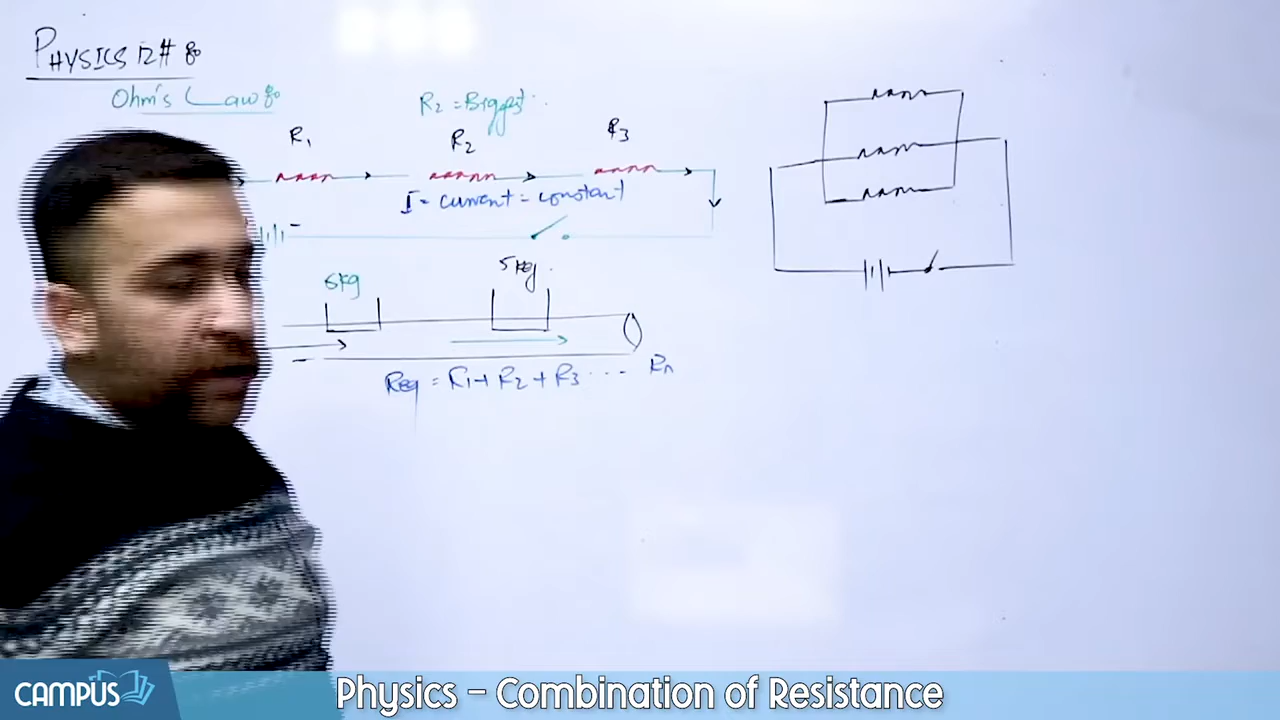 PHYSICS 12#
Ohm's Law
R2 = Biggest
R1 R2 R3
I = current = constant
5kg 5kg
Req = R1 + R2 + R3 .... Rn
CAMPUS
Physics – Combination of Resistance